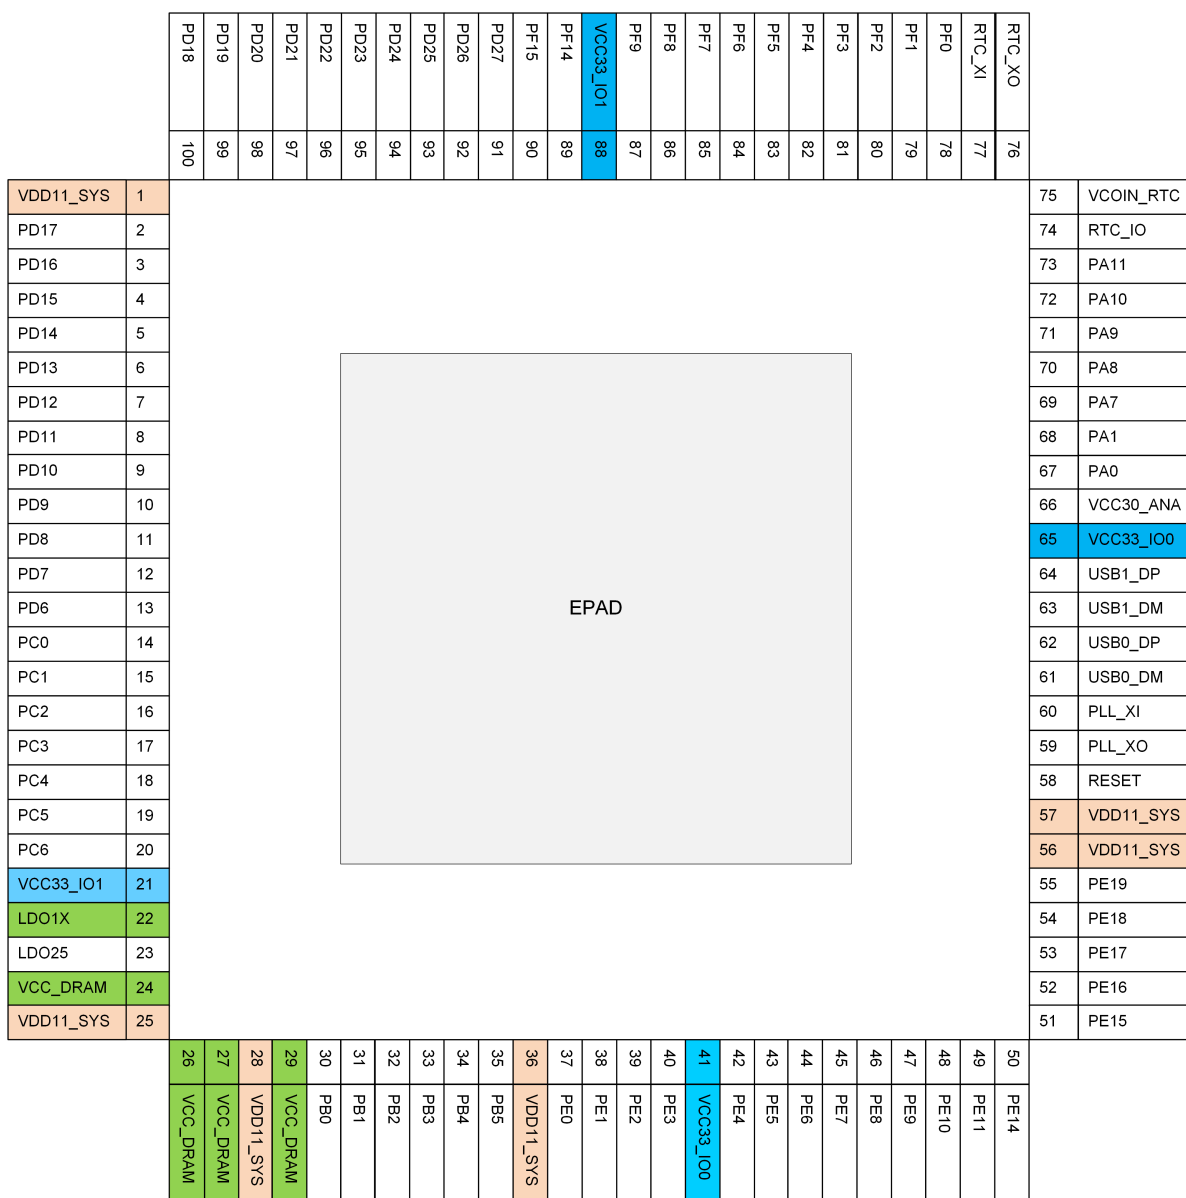 PD18 PD19 PD20 PD21 PD22 PD23 PD24 PD25 PD26 PD27 PF15 PF14 VCC33_IO1 PF9 PF8 PF7 PF6 PF5 PF4 PF3 PF2 PF1 PF0 RTC_XI RTC_XO
100 99 98 97 96 95 94 93 92 91 90 89 88 87 86 85 84 83 82 81 80 79 78 77 76
VDD11_SYS 1 75 VCOIN_RTC
PD17 2 74 RTC_IO
PD16 3 73 PA11
PD15 4 72 PA10
PD14 5 71 PA9
PD13 6 70 PA8
PD12 7 69 PA7
PD11 8 68 PA1
PD10 9 67 PA0
PD9 10 66 VCC30_ANA
PD8 11 65 VCC33_IO0
PD7 12 64 USB1_DP
PD6 13 63 USB1_DM
EPAD
PC0 14 62 USB0_DP
PC1 15 61 USB0_DM
PC2 16 60 PLL_XI
PC3 17 59 PLL_XO
PC4 18 58 RESET
PC5 19 57 VDD11_SYS
PC6 20 56 VDD11_SYS
VCC33_IO1 21 55 PE19
LDO1X 22 54 PE18
LDO25 23 53 PE17
VCC_DRAM 24 52 PE16
VDD11_SYS 25 51 PE15
26 27 28 29 30 31 32 33 34 35 36 37 38 39 40 41 42 43 44 45 46 47 48 49 50
VCC_DRAM VCC_DRAM VDD11_SYS VCC_DRAM PB0 PB1 PB2 PB3 PB4 PB5 VDD11_SYS PE0 PE1 PE2 PE3 VCC33_IO0 PE4 PE5 PE6 PE7 PE8 PE9 PE10 PE11 PE14